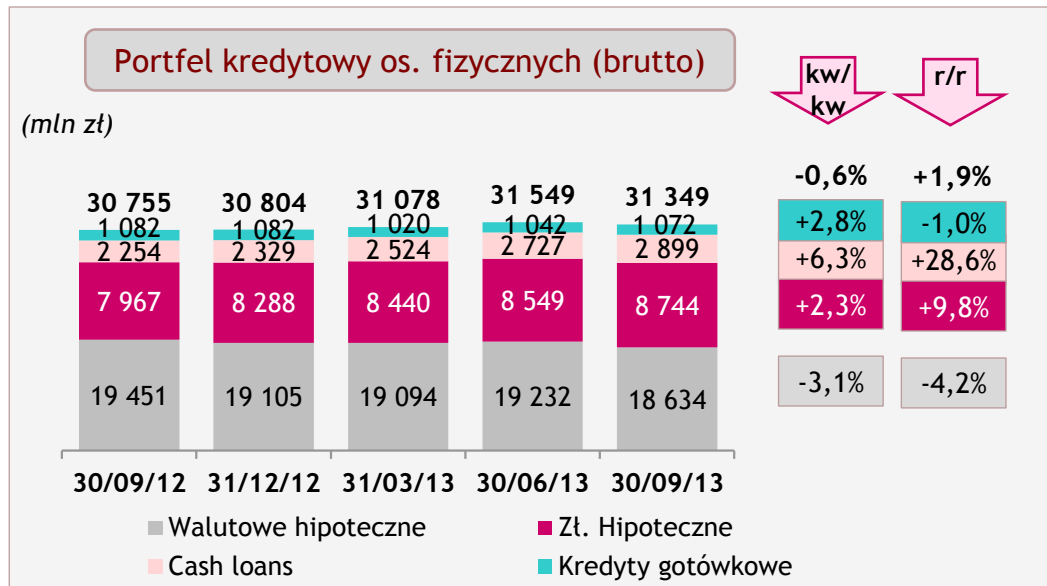 Portfel kredytowy os. fizycznych (brutto)
kw/
kw
r/r
(mln zł)
30 755 30 804 31 078 31 549 31 349
-0,6% +1,9%
1 082 1 082 1 020 1 042 1 072
+2,8% -1,0%
2 254 2 329 2 524 2 727 2 899
+6,3% +28,6%
7 967 8 288 8 440 8 549 8 744
+2,3% +9,8%
19 451 19 105 19 094 19 232 18 634
-3,1% -4,2%
30/09/12 31/12/12 31/03/13 30/06/13 30/09/13
Walutowe hipoteczne Zł. Hipoteczne
Cash loans Kredyty gotówkowe